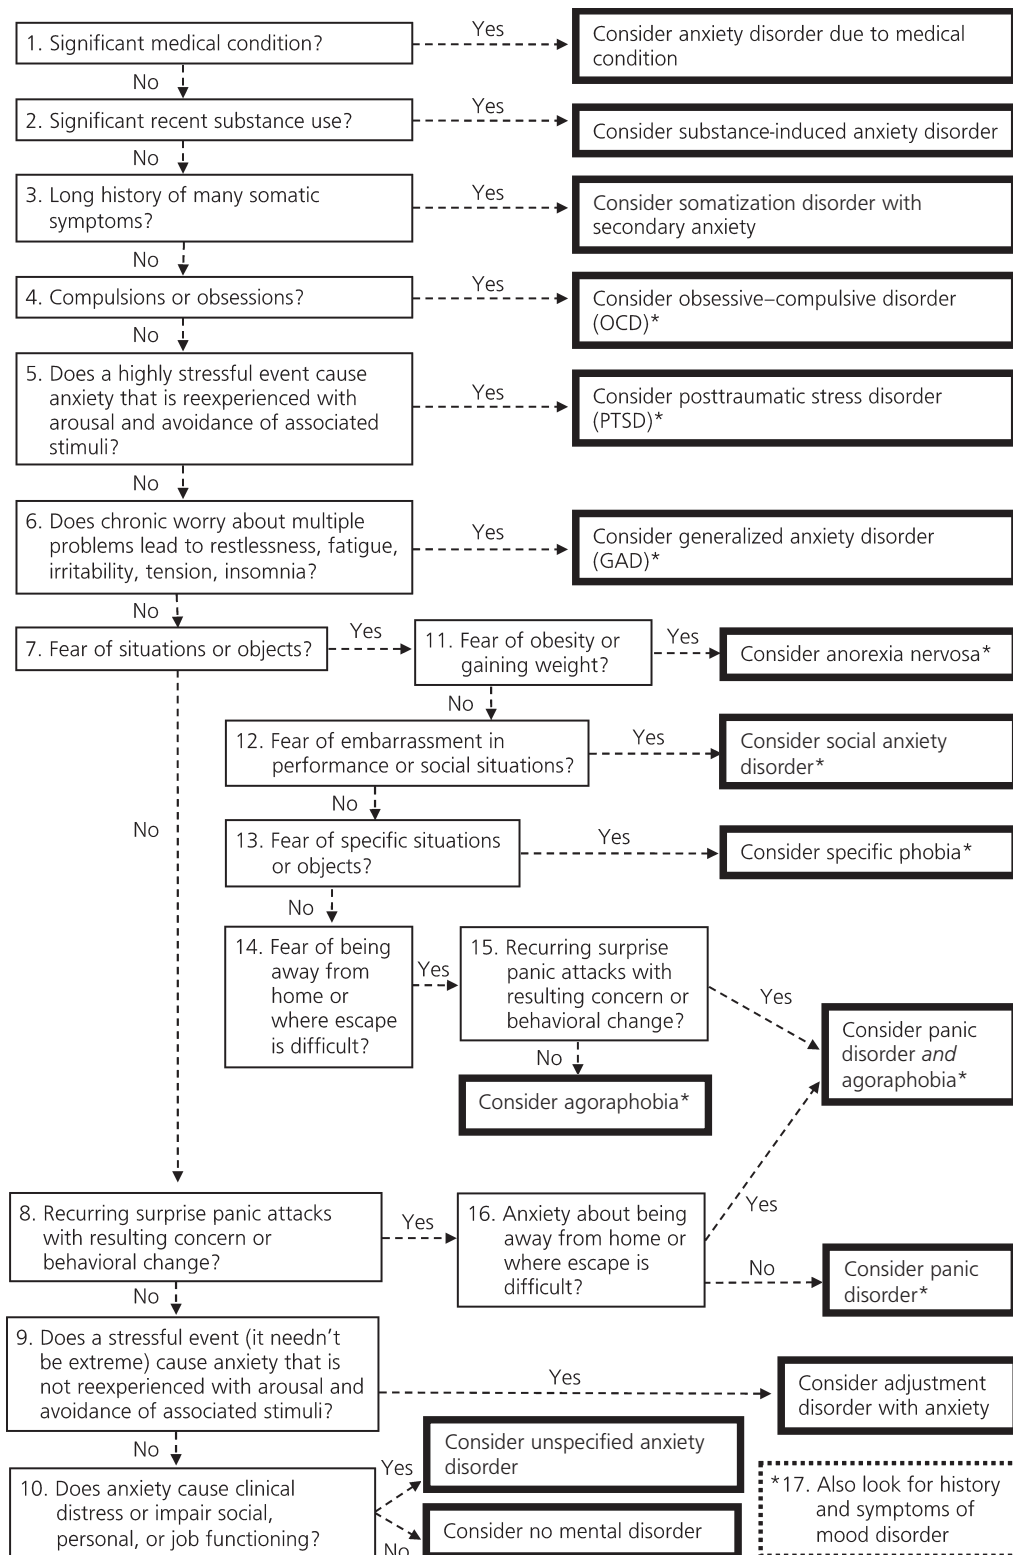 1. Significant medical condition?
Yes
Consider anxiety disorder due to medical
condition
No
2. Significant recent substance use?
Yes
Consider substance-induced anxiety disorder
No
3. Long history of many somatic
symptoms?
Yes
Consider somatization disorder with
secondary anxiety
No
4. Compulsions or obsessions?
Yes
Consider obsessive–compulsive disorder
(OCD)*
No
5. Does a highly stressful event cause
anxiety that is reexperienced with
arousal and avoidance of associated
stimuli?
Yes
Consider posttraumatic stress disorder
(PTSD)*
No
6. Does chronic worry about multiple
problems lead to restlessness, fatigue,
irritability, tension, insomnia?
Yes
Consider generalized anxiety disorder
(GAD)*
No
7. Fear of situations or objects?
Yes
11. Fear of obesity or
gaining weight?
Yes
Consider anorexia nervosa*
No
12. Fear of embarrassment in
performance or social situations?
Yes
Consider social anxiety
disorder*
No
No
13. Fear of specific situations
or objects?
Yes
Consider specific phobia*
No
14. Fear of being
away from
home or
where escape
is difficult?
Yes
15. Recurring surprise
panic attacks with
resulting concern or
behavioral change?
Yes
Consider panic
disorder and
agoraphobia*
No
Consider agoraphobia*
8. Recurring surprise panic attacks
with resulting concern or
behavioral change?
Yes
16. Anxiety about being
away from home or
where escape is
difficult?
Yes
No
Consider panic
disorder*
No
9. Does a stressful event (it needn't
be extreme) cause anxiety that is
not reexperienced with arousal and
avoidance of associated stimuli?
Yes
Consider adjustment
disorder with anxiety
No
10. Does anxiety cause clinical
distress or impair social,
personal, or job functioning?
Yes
Consider unspecified anxiety
disorder
No
Consider no mental disorder
*17. Also look for history
and symptoms of
mood disorder